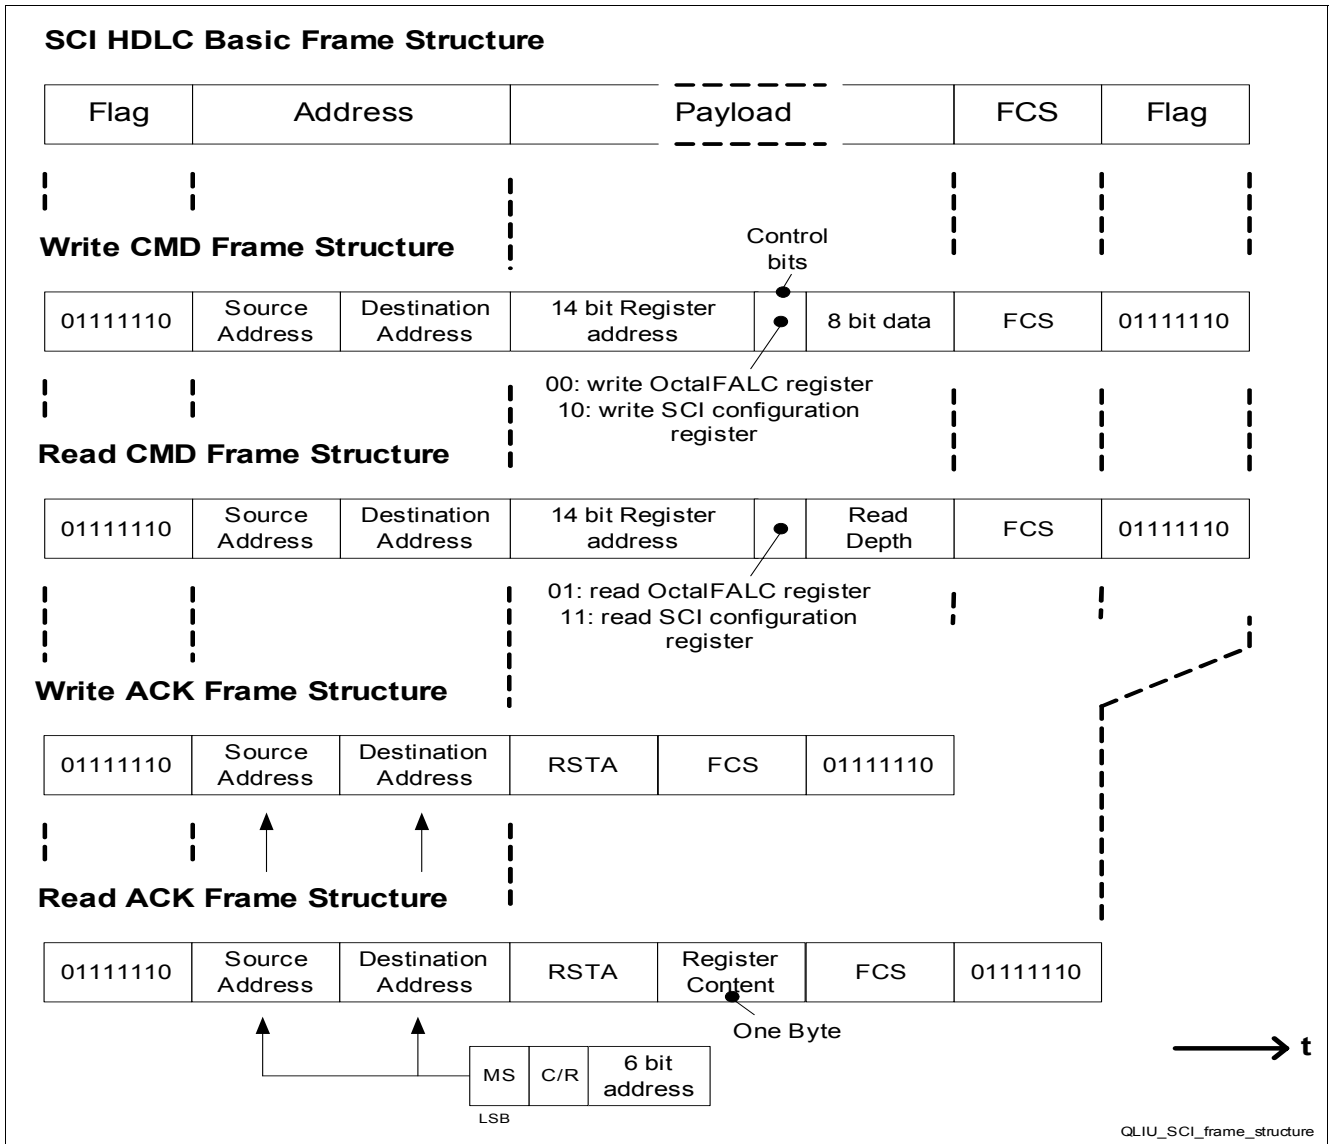 SCI HDLC Basic Frame Structure
Flag Address Payload FCS Flag
Write CMD Frame Structure
Control
bits
01111110
Source
Address
Destination
Address
14 bit Register
address
8 bit data
FCS
01111110
00: write OctalFALC register
10: write SCI configuration
register
Read CMD Frame Structure
01111110
Source
Address
Destination
Address
14 bit Register
address
Read
Depth
FCS
01111110
01: read OctalFALC register
11: read SCI configuration
register
Write ACK Frame Structure
01111110
Source
Address
Destination
Address
RSTA
FCS
01111110
Read ACK Frame Structure
01111110
Source
Address
Destination
Address
RSTA
Register
Content
FCS
01111110
One Byte
t
MS
C/R
6 bit
address
LSB
QLIU_SCI_frame_structure